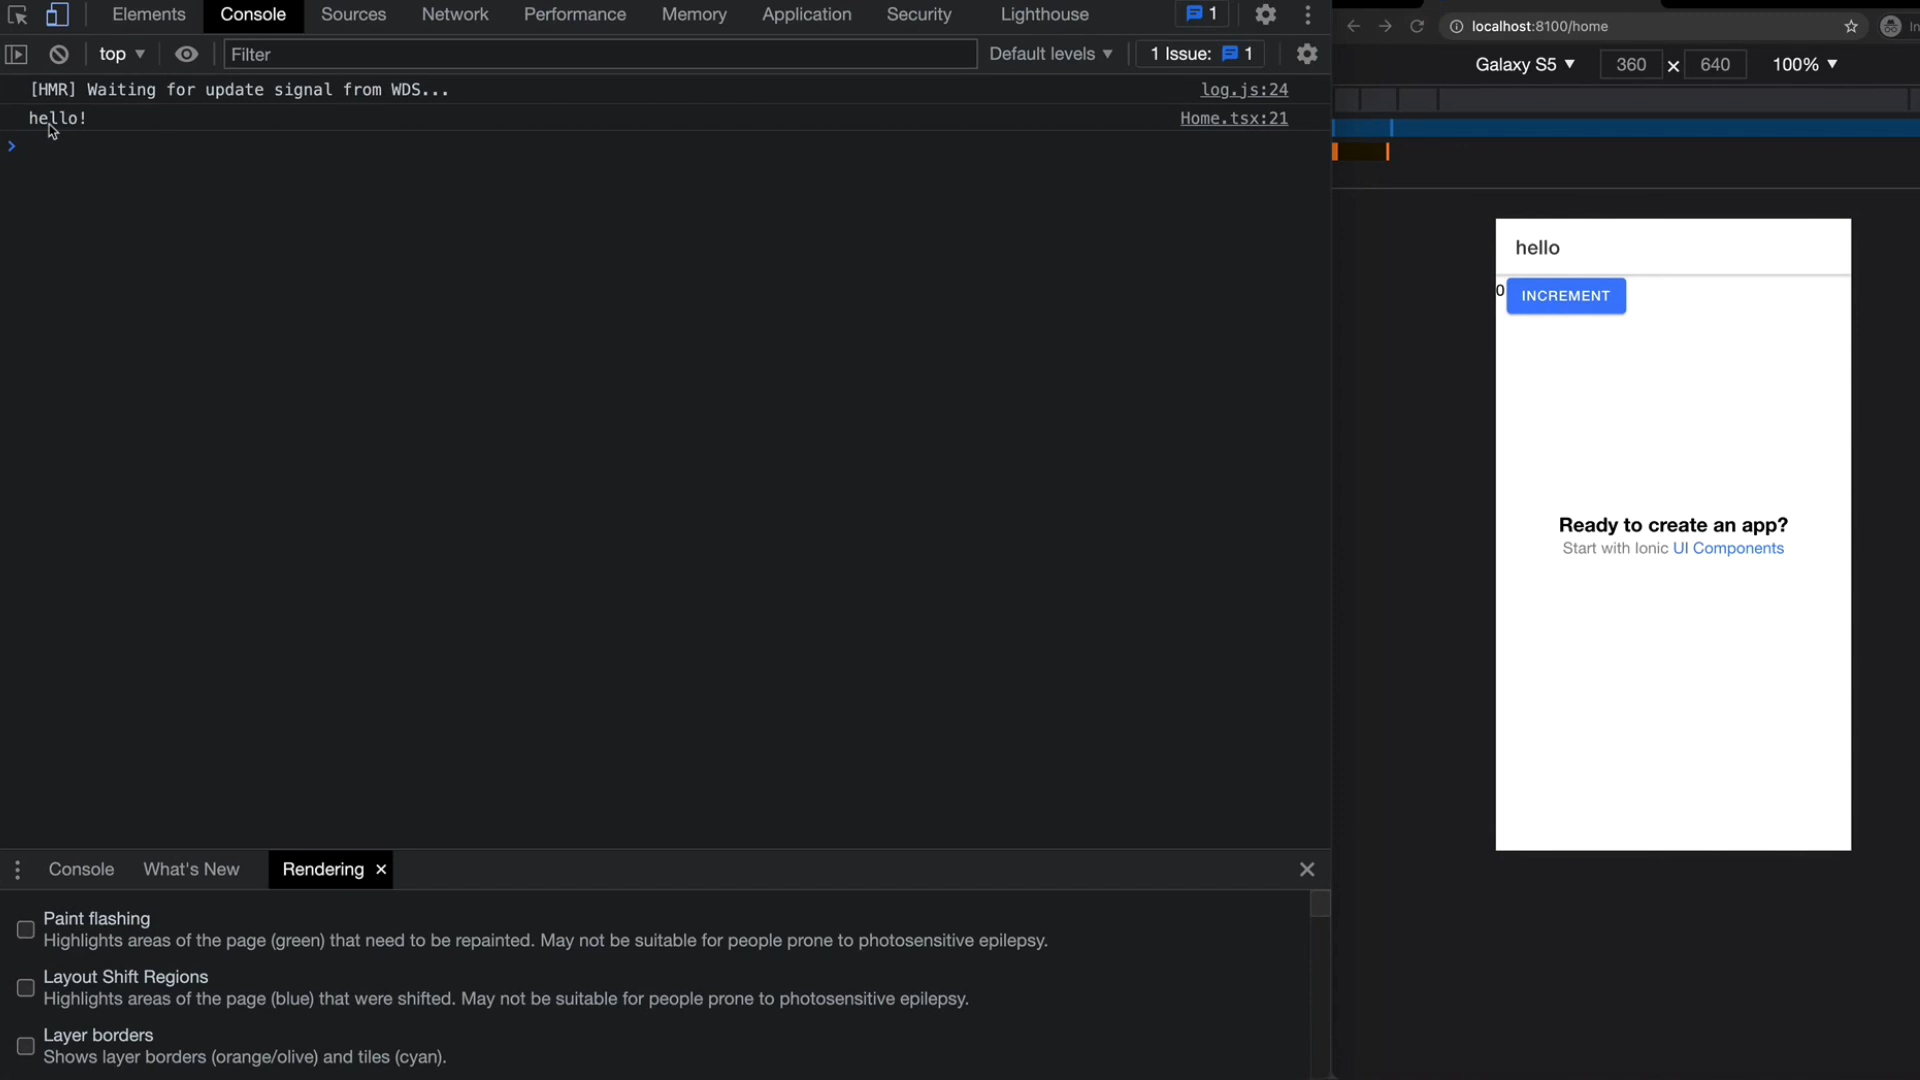 Elements Console Sources Network Performance Memory Application Security Lighthouse 1
top Filter Default levels 1 Issue: 1
[HMR] Waiting for update signal from WDS... log.js:24
hello! Home.tsx:21
Console What's New Rendering
Paint flashing
Highlights areas of the page (green) that need to be repainted. May not be suitable for people prone to photosensitive epilepsy.
Layout Shift Regions
Highlights areas of the page (blue) that were shifted. May not be suitable for people prone to photosensitive epilepsy.
Layer borders
Shows layer borders (orange/olive) and tiles (cyan).
localhost:8100/home
Galaxy S5 360 × 640 100%
hello
0 INCREMENT
Ready to create an app?
Start with Ionic UI Components